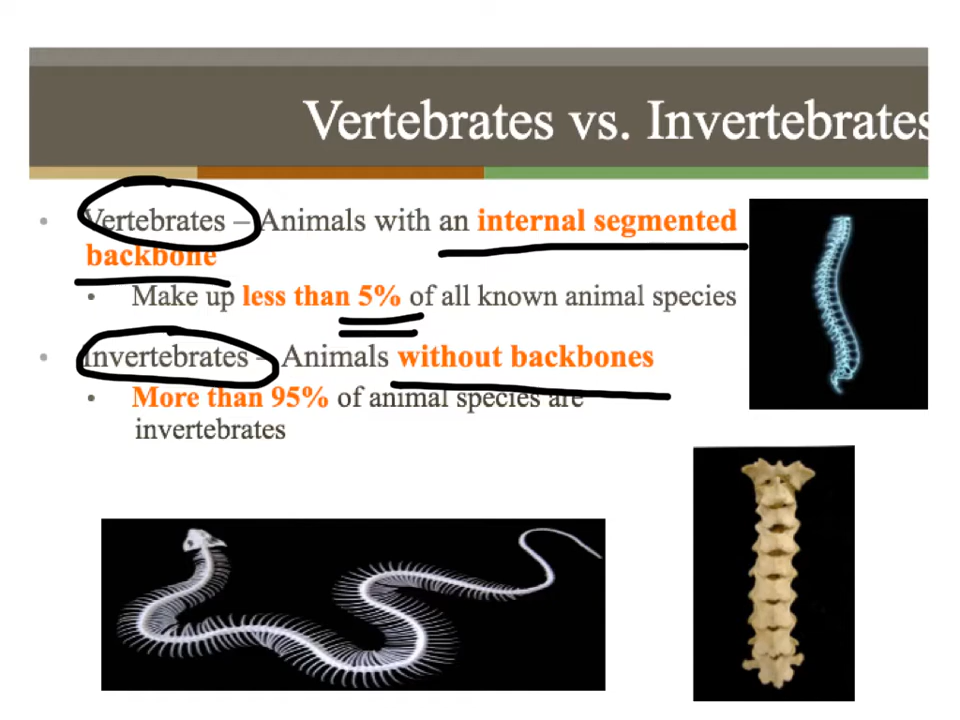 Vertebrates vs. Invertebrates
• Vertebrates – Animals with an internal segmented
backbone
• Make up less than 5% of all known animal species
• Invertebrates – Animals without backbones
• More than 95% of animal species are
invertebrates